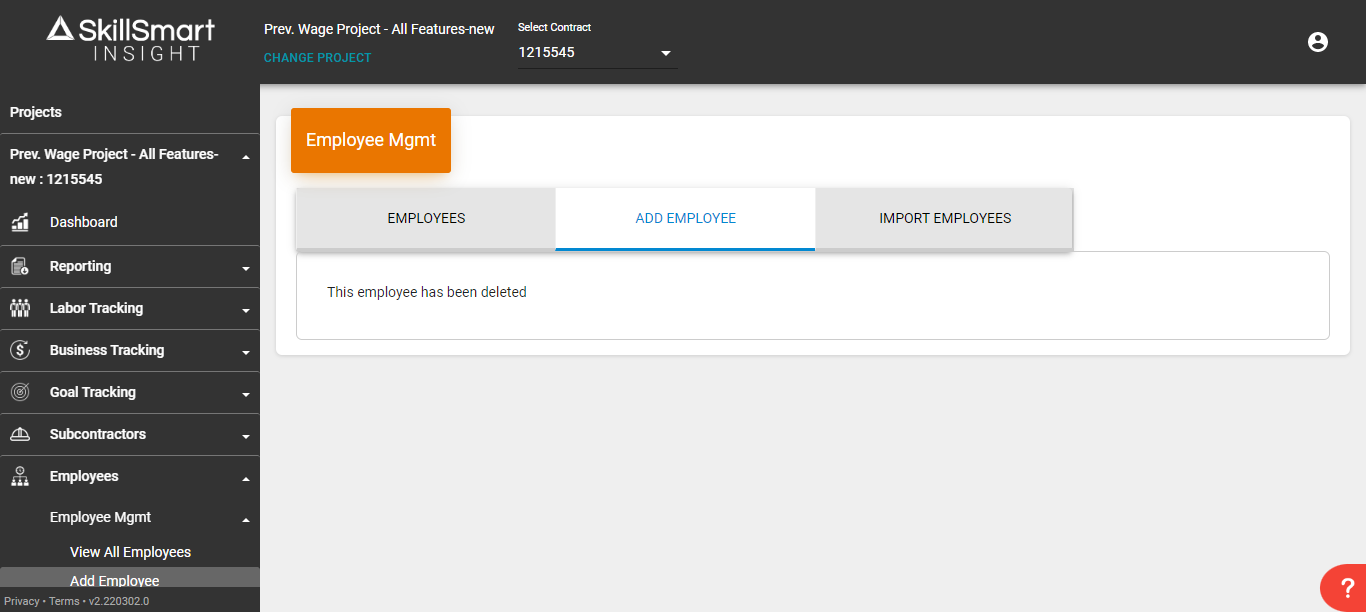 SkillSmart
INSIGHT
Prev. Wage Project - All Features-new
CHANGE PROJECT
Select Contract
1215545
Projects
Prev. Wage Project - All Features-
new : 1215545
Dashboard
Reporting
Labor Tracking
Business Tracking
Goal Tracking
Subcontractors
Employees
Employee Mgmt
View All Employees
Add Employee
Privacy • Terms • v2.220302.0
Employee Mgmt
EMPLOYEES
ADD EMPLOYEE
IMPORT EMPLOYEES
This employee has been deleted
?